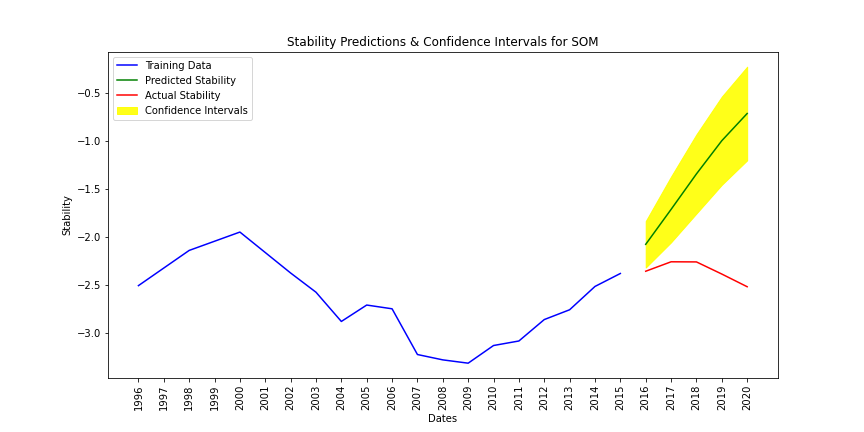 Stability Predictions & Confidence Intervals for SOM
Training Data
Predicted Stability
Actual Stability
Confidence Intervals
Stability
−0.5
−1.0
−1.5
−2.0
−2.5
−3.0
1996 1997 1998 1999 2000 2001 2002 2003 2004 2005 2006 2007 2008 2009 2010 2011 2012 2013 2014 2015 2016 2017 2018 2019 2020
Dates